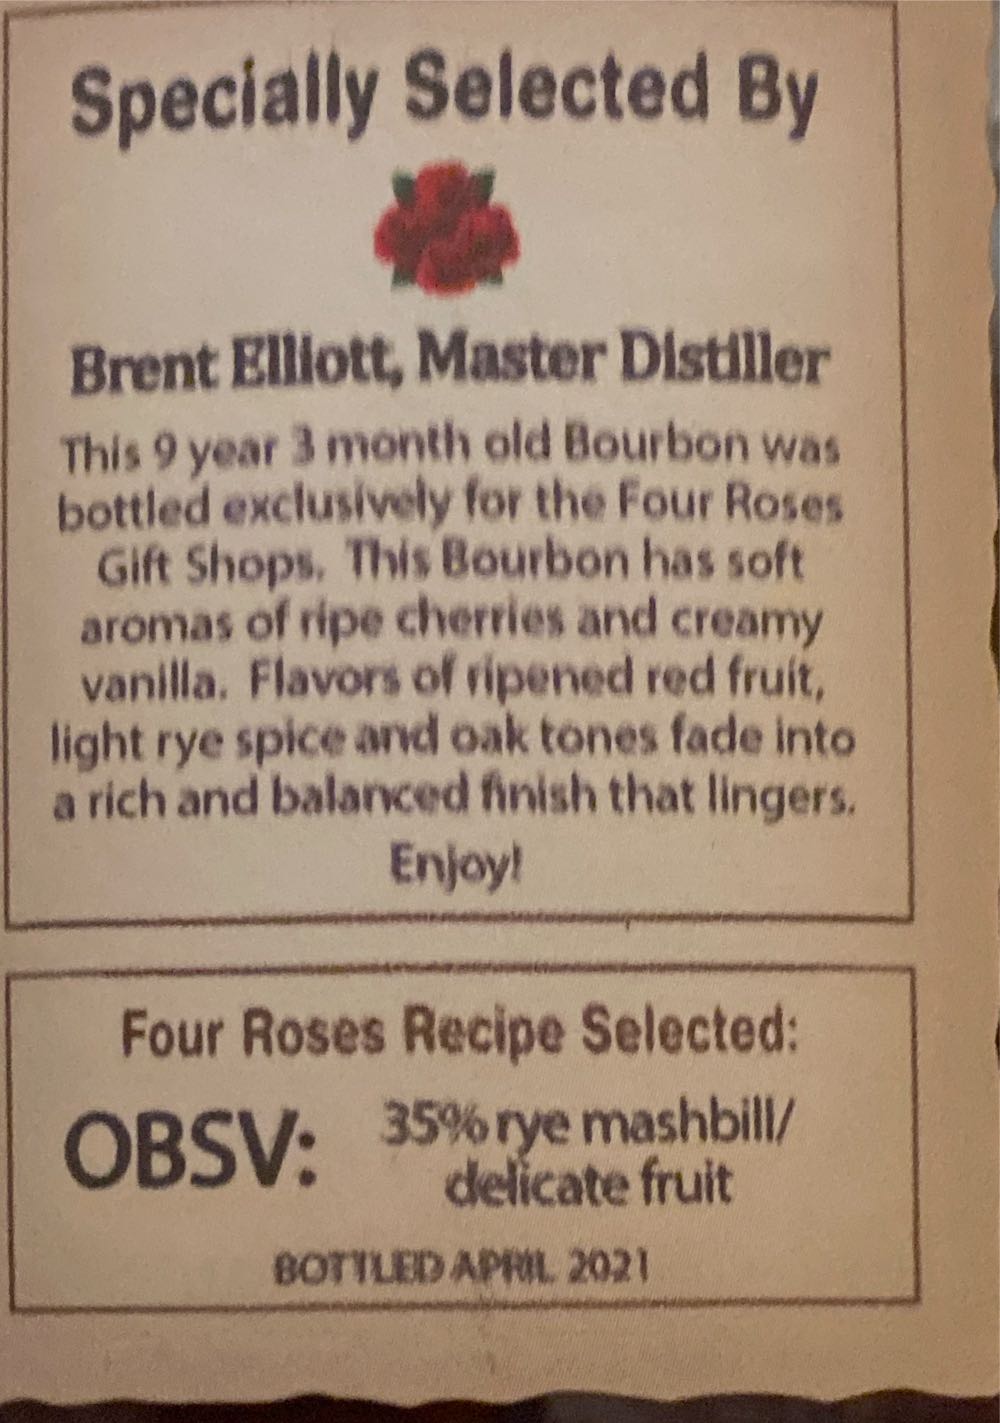 Specially Selected By
Brent Elliott, Master Distiller
This 9 year 3 month old Bourbon was
bottled exclusively for the Four Roses
Gift Shops. This Bourbon has soft
aromas of ripe cherries and creamy
vanilla. Flavors of ripened red fruit,
light rye spice and oak tones fade into
a rich and balanced finish that lingers.
Enjoy!
Four Roses Recipe Selected:
OBSV: 35% rye mashbill/
delicate fruit
BOTTLED APRIL 2021